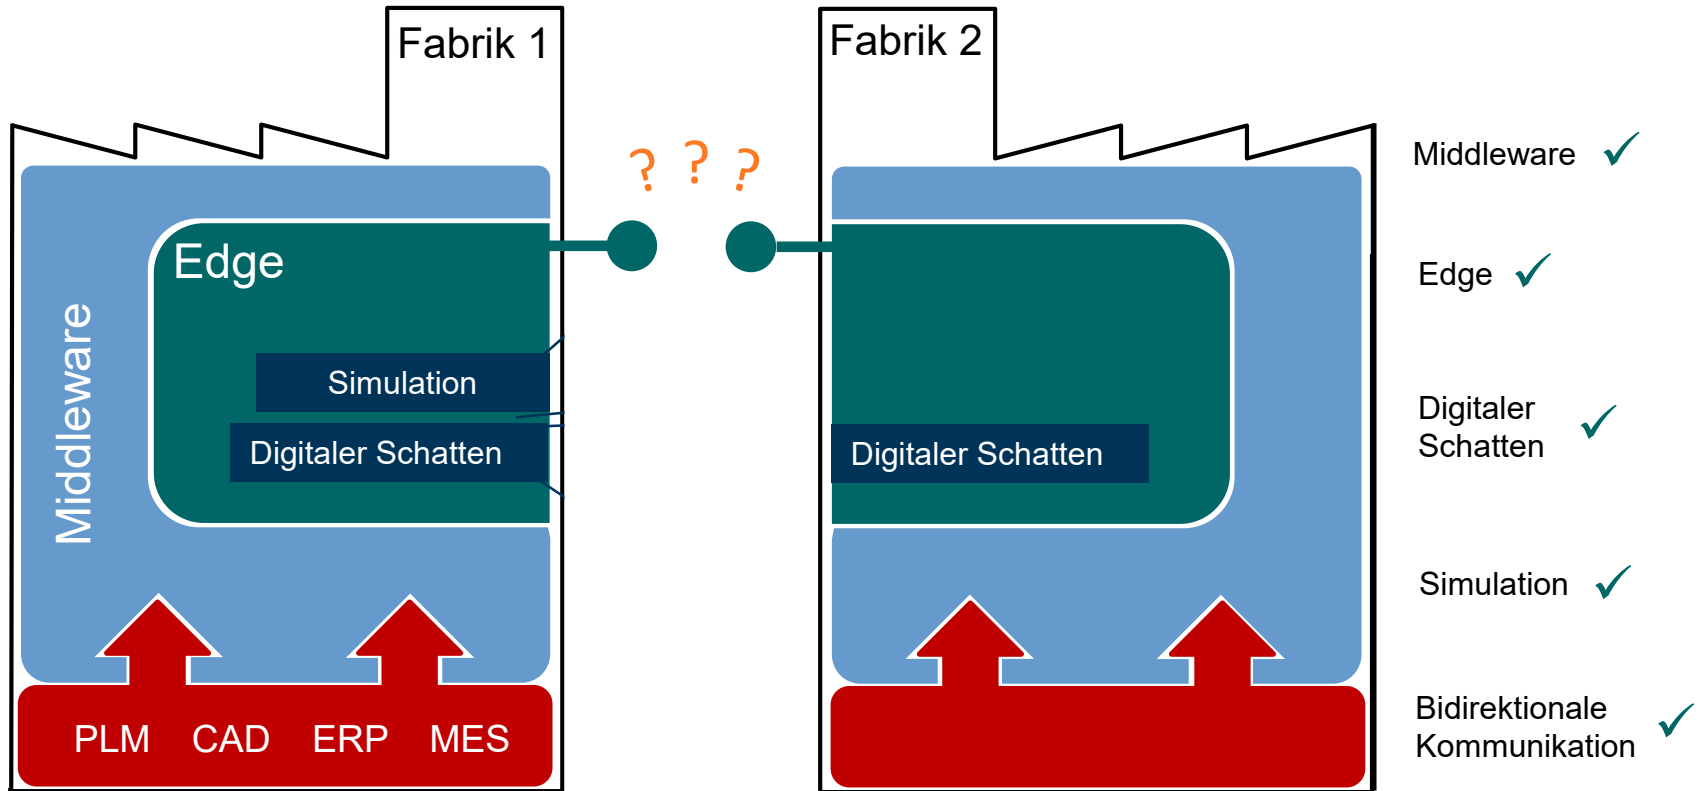 Fabrik 1
Fabrik 2
? ? ?
Edge
Middleware
Simulation
Digitaler Schatten
Digitaler Schatten
PLM CAD ERP MES
Middleware ✓
Edge ✓
Digitaler
Schatten ✓
Simulation ✓
Bidirektionale
Kommunikation ✓